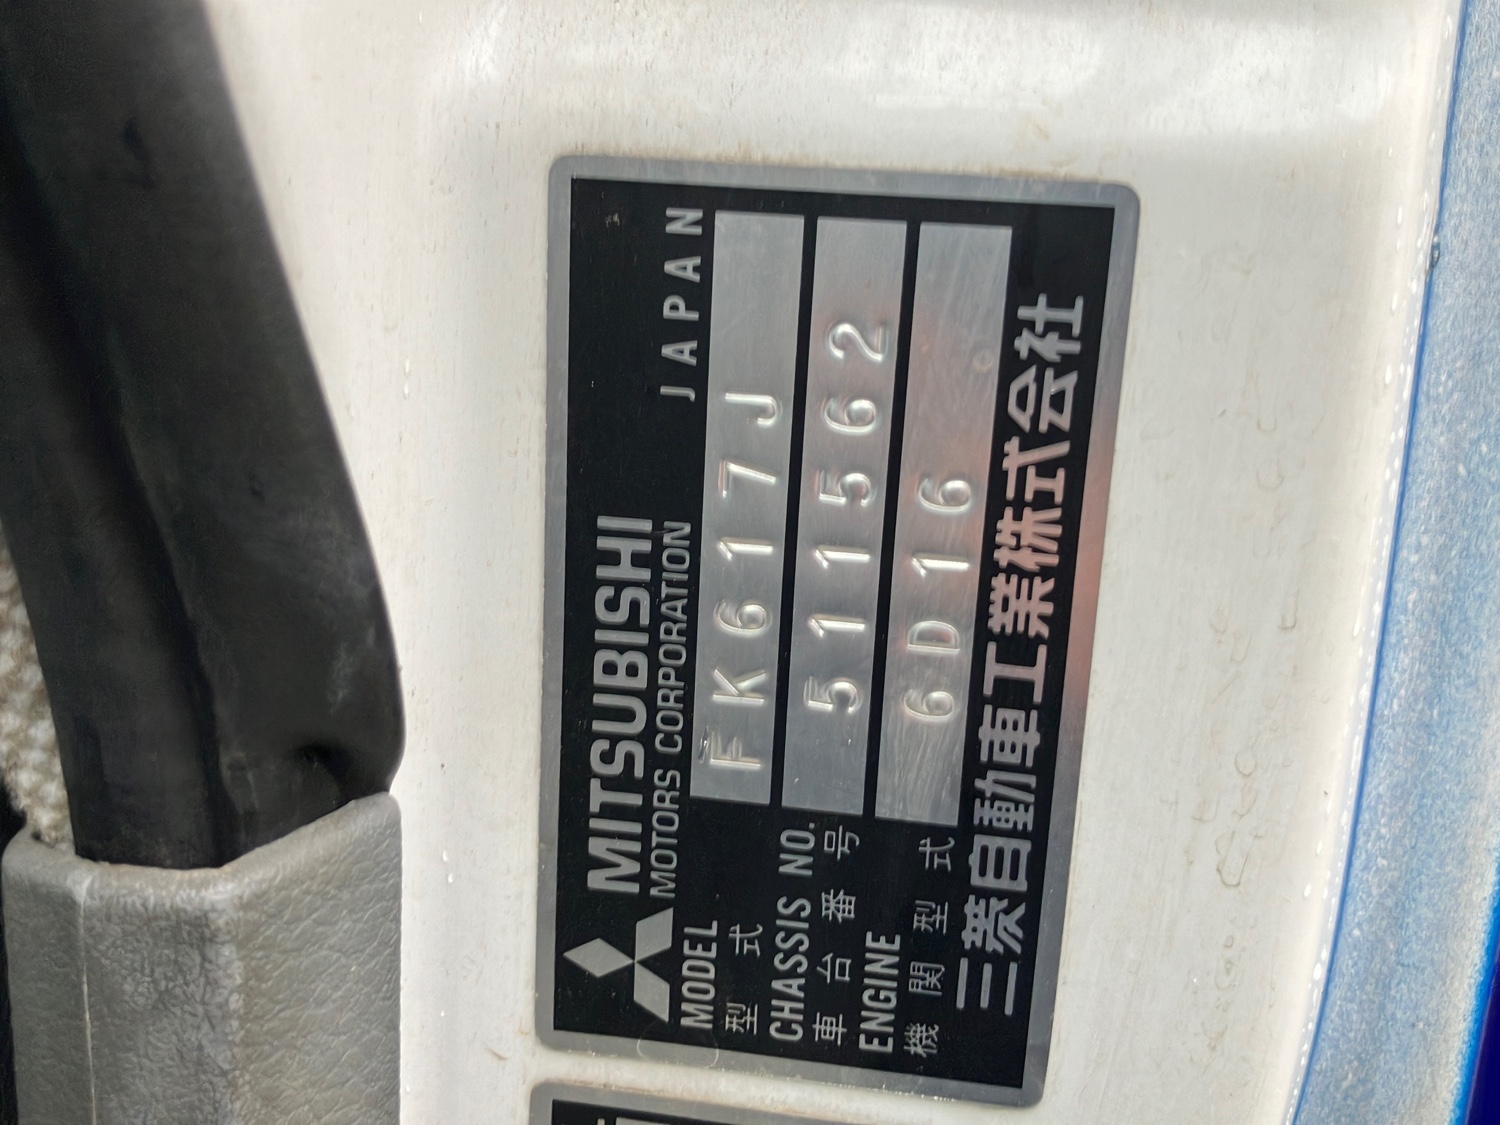 MITSUBISHI
MOTORS CORPORATION JAPAN
MODEL FK617J
型式
CHASSIS NO. 511562
車台番号
ENGINE 6D16
機関型式
三菱自動車工業株式会社